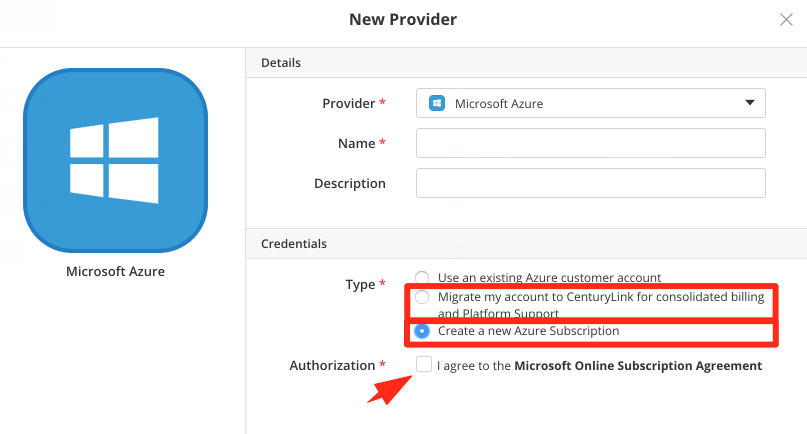 New Provider
Details
Provider *
Microsoft Azure
Name *
Description
Microsoft Azure
Credentials
Type *
Use an existing Azure customer account
Migrate my account to CenturyLink for consolidated billing
and Platform Support
Create a new Azure Subscription
Authorization *
I agree to the Microsoft Online Subscription Agreement